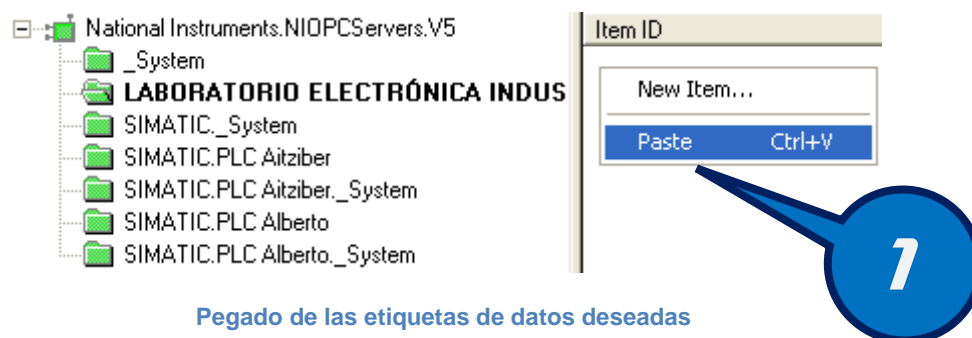 National Instruments.NIOPCServers.V5
_System
LABORATORIO ELECTRÓNICA INDUS
SIMATIC._System
SIMATIC.PLC Aitziber
SIMATIC.PLC Aitziber._System
SIMATIC.PLC Alberto
SIMATIC.PLC Alberto._System
Item ID
New Item...
Paste Ctrl+V
7
Pegado de las etiquetas de datos deseadas